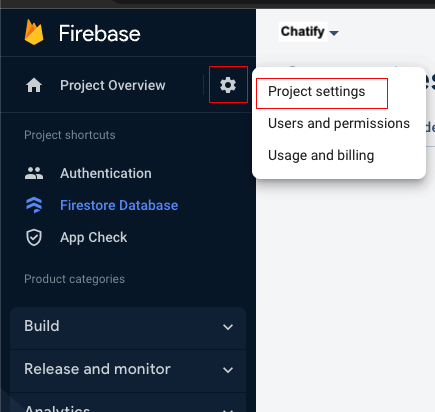 Firebase
Chatify
Project Overview
Project settings
Users and permissions
Usage and billing
Project shortcuts
Authentication
Firestore Database
App Check
Product categories
Build
Release and monitor
Analytics